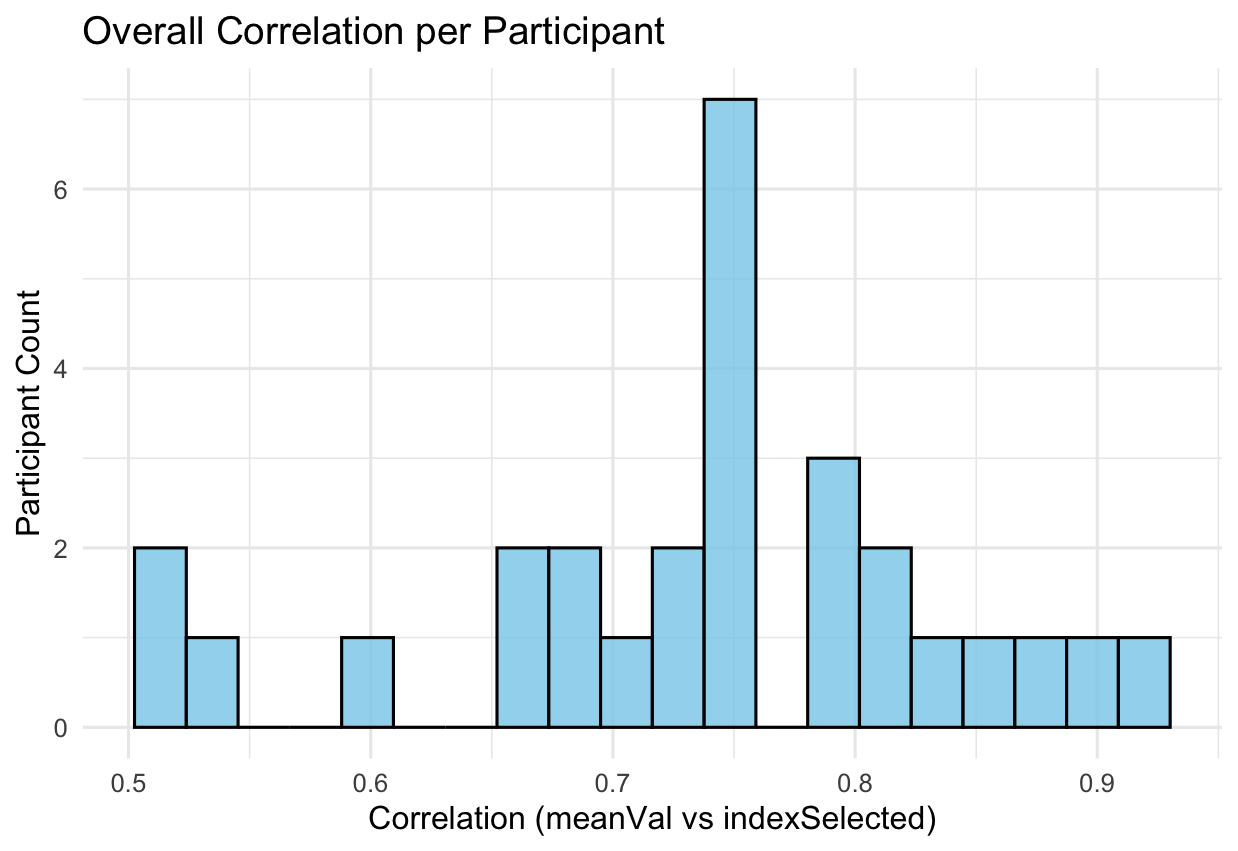 Overall Correlation per Participant
Participant Count
6
4
2
0
0.5 0.6 0.7 0.8 0.9
Correlation (meanVal vs indexSelected)